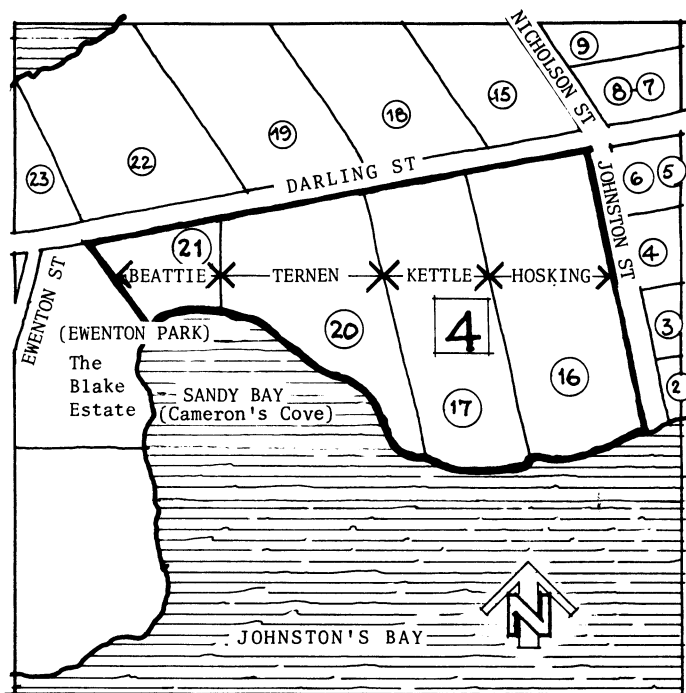 NICHOLSON ST
9
8-7
15
18
19
22
23
DARLING ST
JOHNSTON ST
6
5
4
3
2
21
BEATTIE
TERNEN
KETTLE
HOSKING
EWENTON ST
(EWENTON PARK)
The
Blake
Estate
20
4
17
16
SANDY BAY
(Cameron's Cove)
N
JOHNSTON'S BAY